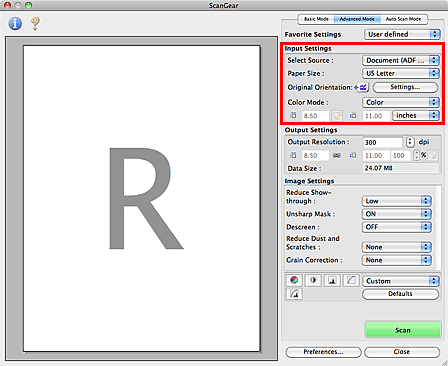 ScanGear
Basic Mode Advanced Mode Auto Scan Mode
Favorite Settings User defined
Input Settings
Select Source : Document (ADF ...
Paper Size : US Letter
Original Orientation: R Settings...
Color Mode : Color
8.50 11.00 inches
Output Settings
Output Resolution : 300 dpi
8.50 11.00 100 %
Data Size : 24.07 MB
Image Settings
Reduce Show-
through : Low
Unsharp Mask : ON
Descreen : OFF
Reduce Dust and
Scratches : None
Grain Correction : None
Custom
Defaults
Scan
Preferences... Close
R